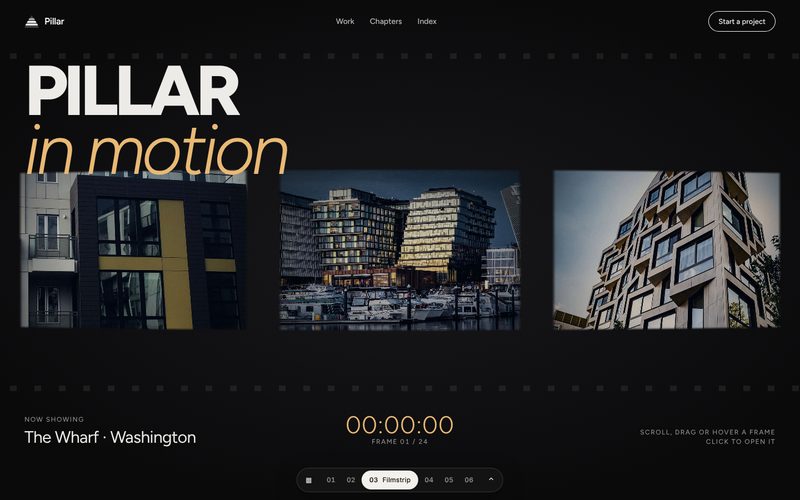 Pillar
Work
Chapters
Index
Start a project
PILLAR
in motion
NOW SHOWING
The Wharf · Washington
00:00:00
FRAME 01 / 24
SCROLL, DRAG OR HOVER A FRAME
CLICK TO OPEN IT
01 02 03 Filmstrip 04 05 06